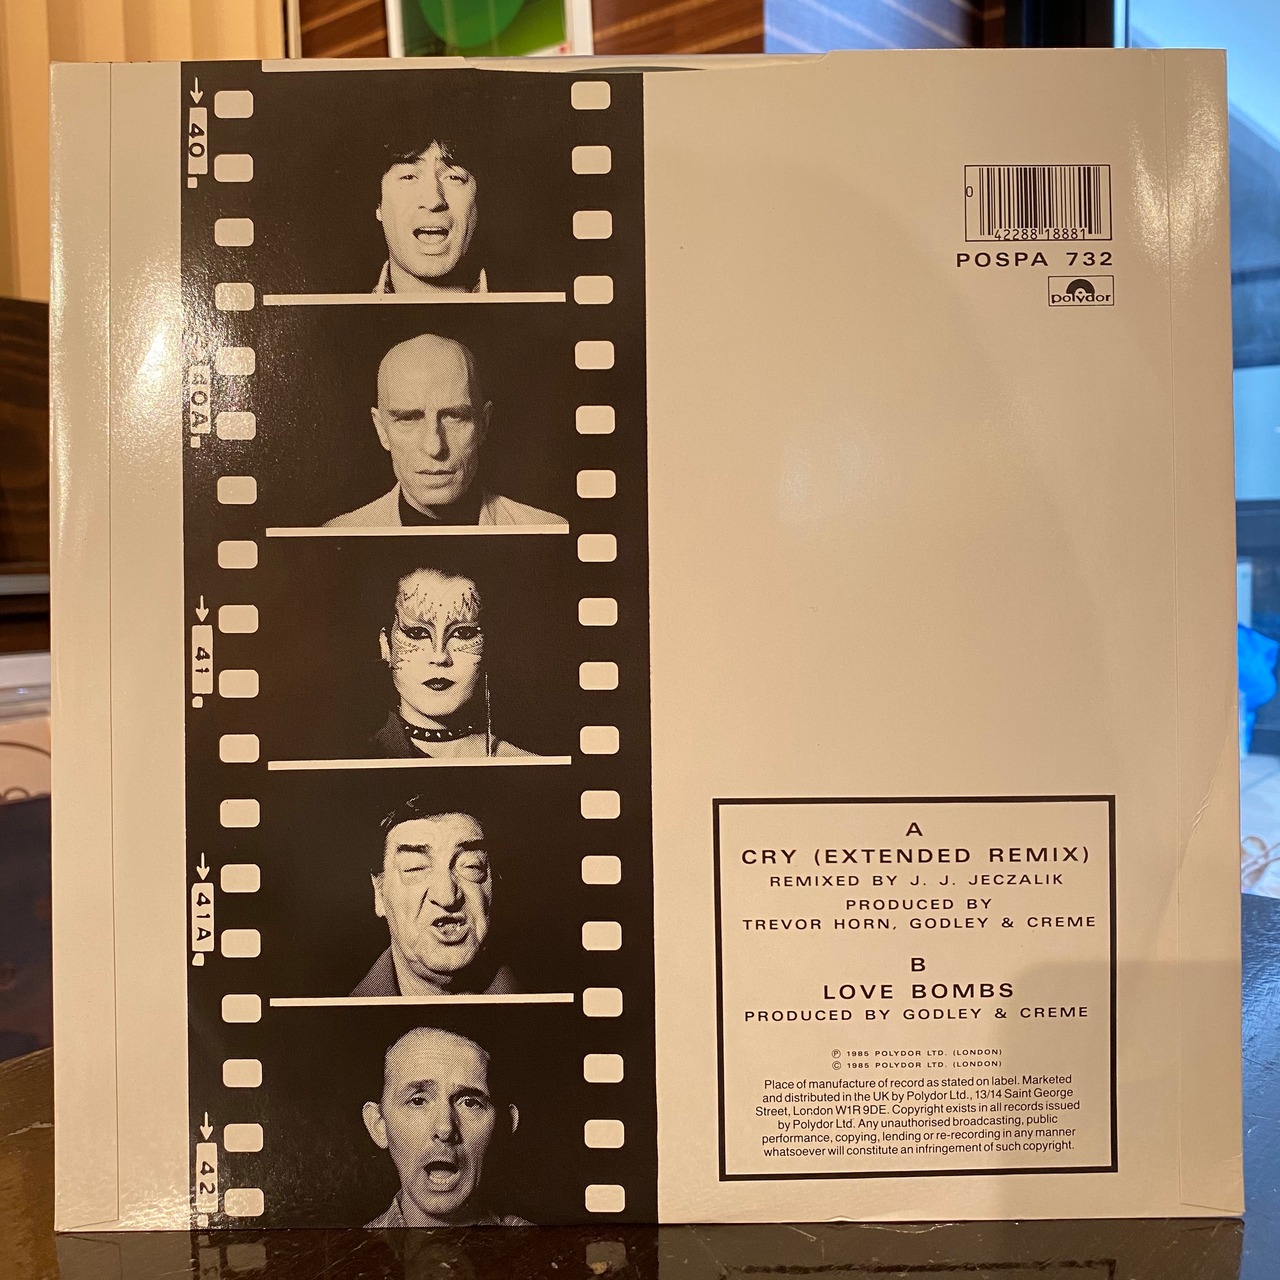 40
40A
41
41A
42
0
42288 18881
POSPA 732
polydor
A
CRY (EXTENDED REMIX)
REMIXED BY J. J. JECZALIK
PRODUCED BY
TREVOR HORN, GODLEY & CREME
B
LOVE BOMBS
PRODUCED BY GODLEY & CREME
℗ 1985 POLYDOR LTD. (LONDON)
© 1985 POLYDOR LTD. (LONDON)
Place of manufacture of record as stated on label. Marketed
and distributed in the UK by Polydor Ltd., 13/14 Saint George
Street, London W1R 9DE. Copyright exists in all records issued
by Polydor Ltd. Any unauthorised broadcasting, public
performance, copying, lending or re-recording in any manner
whatsoever will constitute an infringement of such copyright.